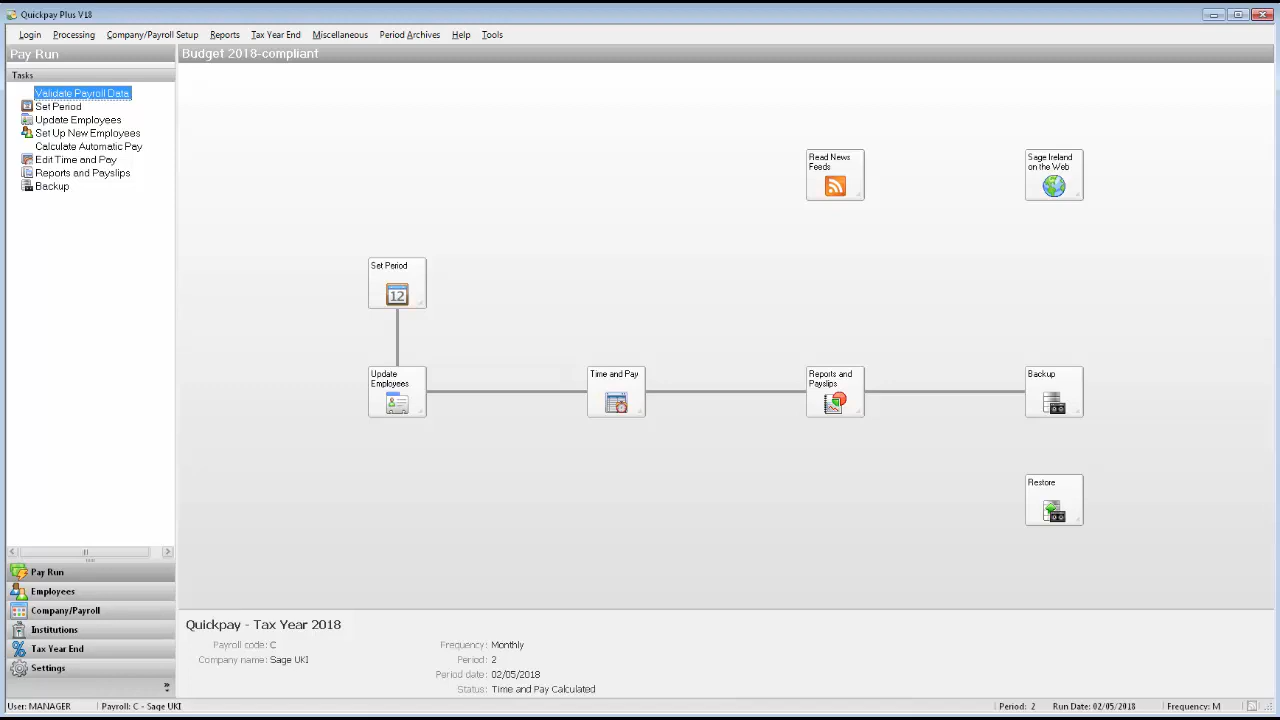 Quickpay Plus V18
Login Processing Company/Payroll Setup Reports Tax Year End Miscellaneous Period Archives Help Tools
Pay Run
Budget 2018-compliant
Tasks
Validate Payroll Data
Set Period
Update Employees
Set Up New Employees
Calculate Automatic Pay
Edit Time and Pay
Reports and Payslips
Backup
Read News
Feeds
Sage Ireland
on the Web
Set Period
12
Update
Employees
Time and Pay
Reports and
Payslips
Backup
Restore
Pay Run
Employees
Company/Payroll
Institutions
Tax Year End
Settings
Quickpay - Tax Year 2018
Payroll code: C
Company name: Sage UKI
Frequency: Monthly
Period: 2
Period date: 02/05/2018
Status: Time and Pay Calculated
User: MANAGER Payroll: C - Sage UKI Period: 2 Run Date: 02/05/2018 Frequency: M